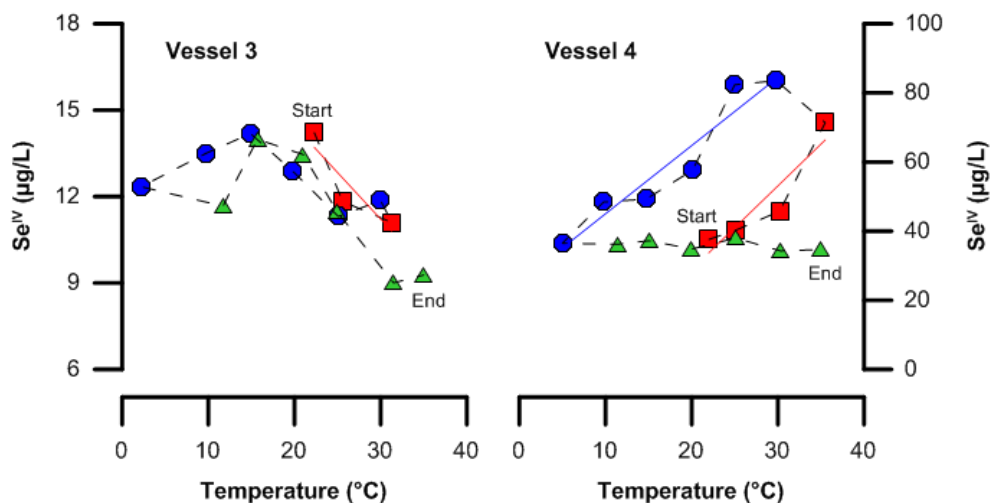 18
15
12
9
6
Se^IV (µg/L)
Vessel 3
Start
End
0 10 20 30 40
Temperature (°C)
Vessel 4
Start
End
100
80
60
40
20
0
Se^IV (µg/L)
0 10 20 30 40
Temperature (°C)